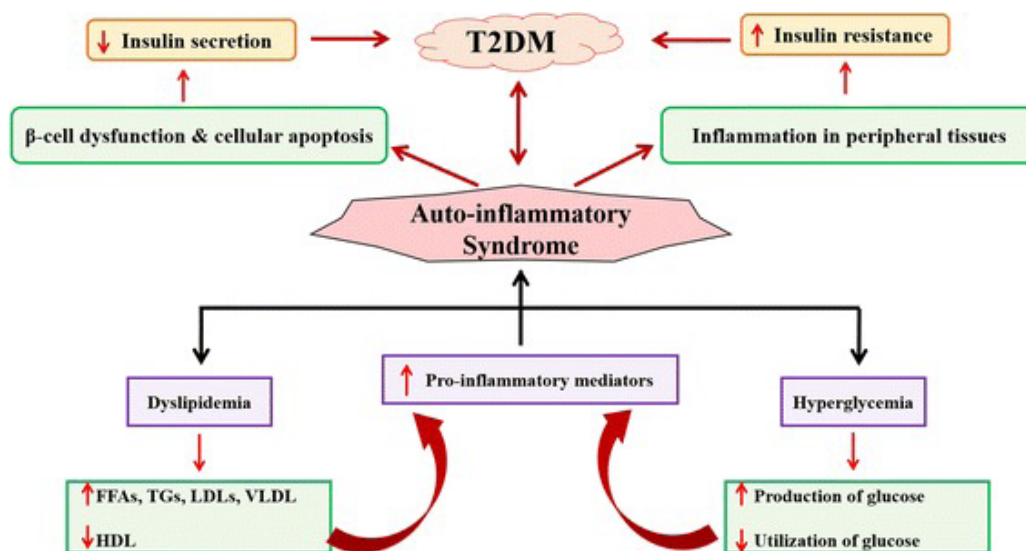 Insulin secretion
T2DM
Insulin resistance
β-cell dysfunction & cellular apoptosis
Inflammation in peripheral tissues
Auto-inflammatory
Syndrome
Dyslipidemia
Pro-inflammatory mediators
Hyperglycemia
FFAs, TGs, LDLs, VLDL
HDL
Production of glucose
Utilization of glucose